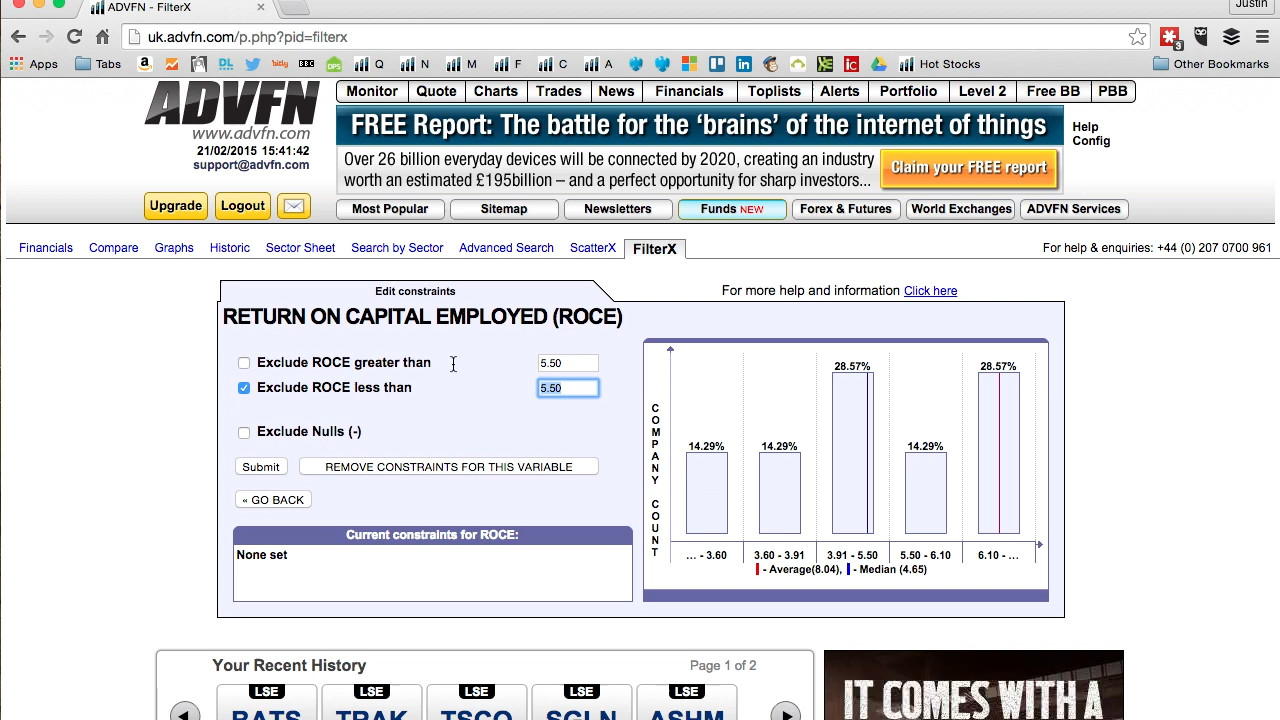 ADVFN - FilterX
Justin
uk.advfn.com/p.php?pid=filterx
3
Apps Tabs Q N M F C A Hot Stocks Other Bookmarks
ADVFN
www.advfn.com
21/02/2015 15:41:42
support@advfn.com
Monitor Quote Charts Trades News Financials Toplists Alerts Portfolio Level 2 Free BB PBB
FREE Report: The battle for the ‘brains’ of the internet of things
Over 26 billion everyday devices will be connected by 2020, creating an industry
worth an estimated £195billion – and a perfect opportunity for sharp investors...
Claim your FREE report
Help
Config
Upgrade Logout
Most Popular Sitemap Newsletters Funds NEW Forex & Futures World Exchanges ADVFN Services
Financials Compare Graphs Historic Sector Sheet Search by Sector Advanced Search ScatterX FilterX
For help & enquiries: +44 (0) 207 0700 961
Edit constraints
For more help and information Click here
RETURN ON CAPITAL EMPLOYED (ROCE)
Exclude ROCE greater than 5.50
Exclude ROCE less than 5.50
Exclude Nulls (-)
Submit REMOVE CONSTRAINTS FOR THIS VARIABLE
« GO BACK
Current constraints for ROCE:
None set
COMPANY COUNT
14.29% 14.29% 28.57% 14.29% 28.57%
... - 3.60 3.60 - 3.91 3.91 - 5.50 5.50 - 6.10 6.10 - ...
- Average(8.04), - Median (4.65)
Your Recent History
Page 1 of 2
LSE LSE LSE LSE LSE
BATS TRAK TSCO SGLN ASHM
IT COMES WITH A